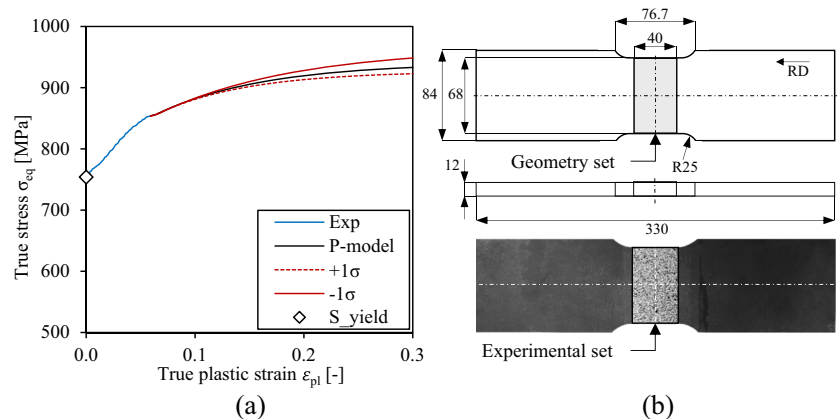 1000
900
800
700
600
500
True stress σeq [MPa]
Exp
P-model
+1σ
-1σ
S_yield
0.0
0.1
0.2
0.3
True plastic strain εpl [-]
(a)
76.7
40
RD
84
68
Geometry set
R25
12
330
Experimental set
(b)